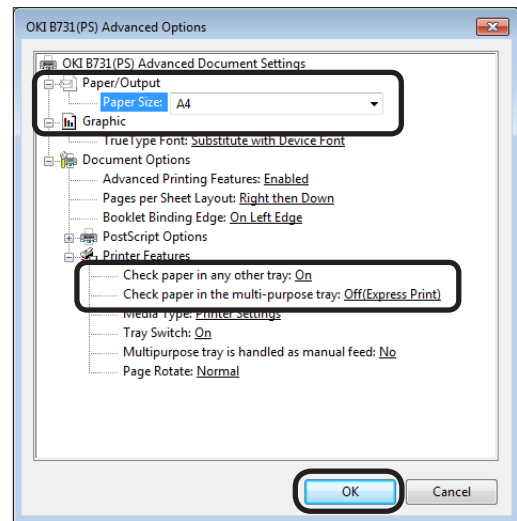 OKI B731(PS) Advanced Options
OKI B731(PS) Advanced Document Settings
Paper/Output
Paper Size: A4
Graphic
TrueType Font: Substitute with Device Font
Document Options
Advanced Printing Features: Enabled
Pages per Sheet Layout: Right then Down
Booklet Binding Edge: On Left Edge
PostScript Options
Printer Features
Check paper in any other tray: On
Check paper in the multi-purpose tray: Off(Express Print)
Media Type: Printer Settings
Tray Switch: On
Multipurpose tray is handled as manual feed: No
Page Rotate: Normal
OK Cancel